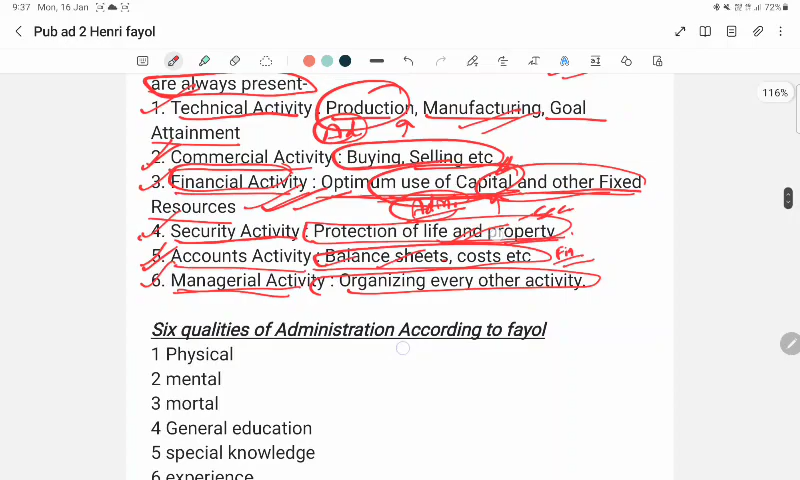 9:37 Mon, 16 Jan
72%
Pub ad 2 Henri fayol
116%
are always present-
1. Technical Activity : Production, Manufacturing, Goal
Ad
Attainment
2. Commercial Activity : Buying, Selling etc
3. Financial Activity : Optimum use of Capital and other Fixed
Resources
Adm.
4. Security Activity : Protection of life and property.
5. Accounts Activity : Balance sheets, costs etc
Fin
6. Managerial Activity : Organizing every other activity.
Six qualities of Administration According to fayol
1 Physical
2 mental
3 mortal
4 General education
5 special knowledge
6 experience